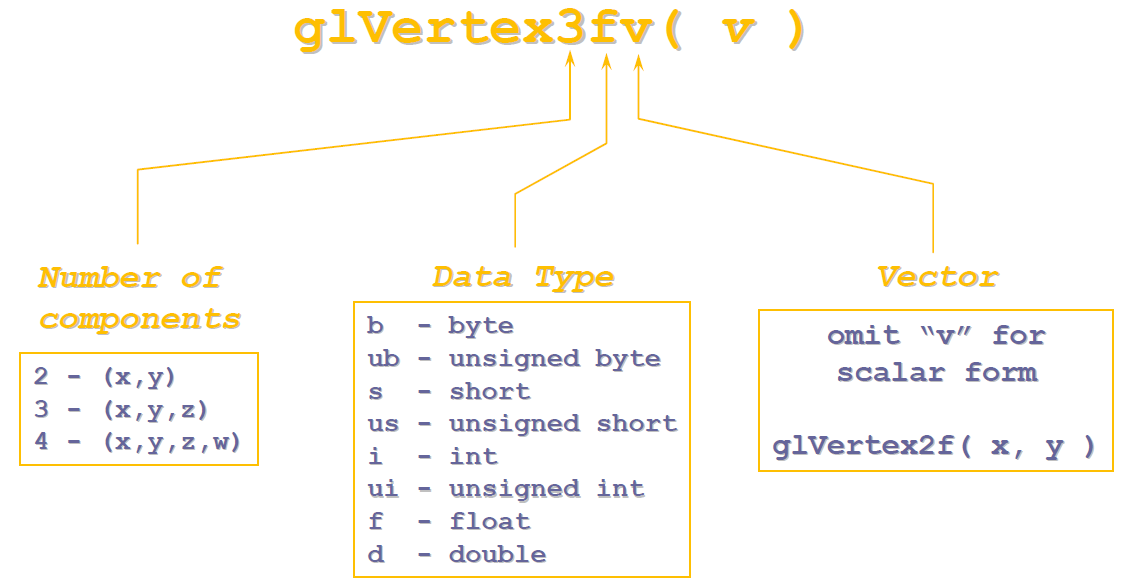 glVertex3fv( v )
Number of
components
2 - (x,y)
3 - (x,y,z)
4 - (x,y,z,w)
Data Type
b - byte
ub - unsigned byte
s - short
us - unsigned short
i - int
ui - unsigned int
f - float
d - double
Vector
omit “v” for
scalar form
glVertex2f( x, y )